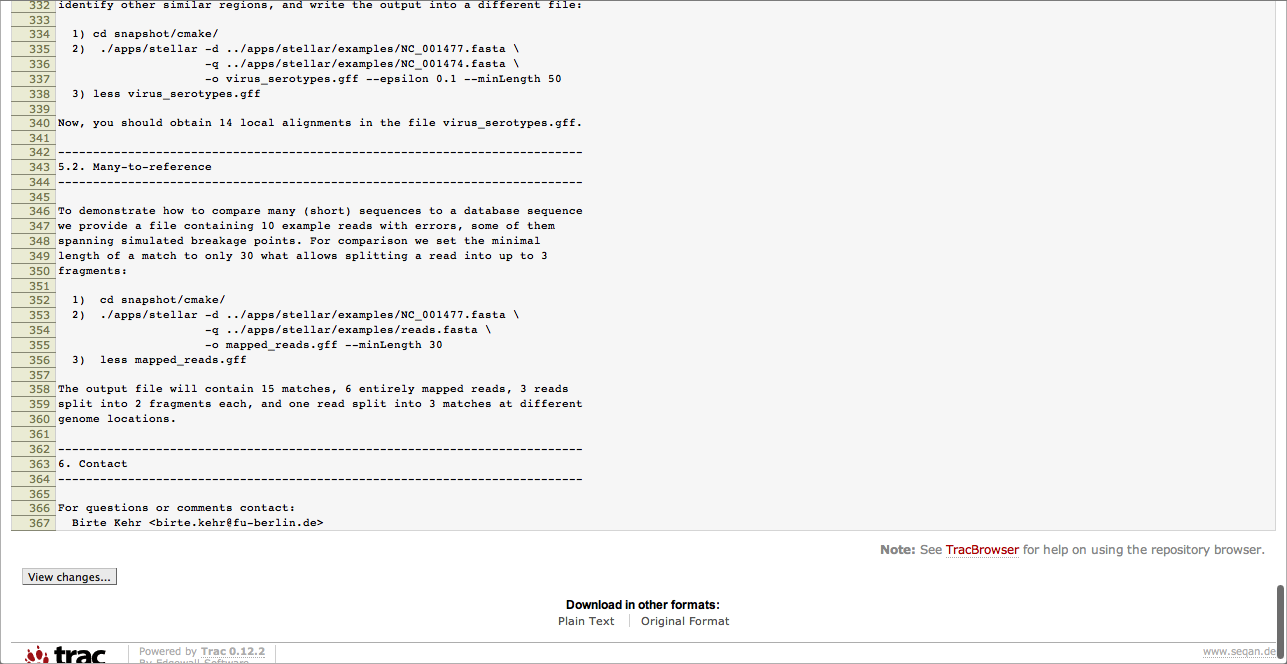 332 identify other similar regions, and write the output into a different file:
333
334 1) cd snapshot/cmake/
335 2) ./apps/stellar -d ../apps/stellar/examples/NC_001477.fasta \
336 -q ../apps/stellar/examples/NC_001474.fasta \
337 -o virus_serotypes.gff --epsilon 0.1 --minLength 50
338 3) less virus_serotypes.gff
339
340 Now, you should obtain 14 local alignments in the file virus_serotypes.gff.
341
342 ---------------------------------------------------------------------------
343 5.2. Many-to-reference
344 ---------------------------------------------------------------------------
345
346 To demonstrate how to compare many (short) sequences to a database sequence
347 we provide a file containing 10 example reads with errors, some of them
348 spanning simulated breakage points. For comparison we set the minimal
349 length of a match to only 30 what allows splitting a read into up to 3
350 fragments:
351
352 1) cd snapshot/cmake/
353 2) ./apps/stellar -d ../apps/stellar/examples/NC_001477.fasta \
354 -q ../apps/stellar/examples/reads.fasta \
355 -o mapped_reads.gff --minLength 30
356 3) less mapped_reads.gff
357
358 The output file will contain 15 matches, 6 entirely mapped reads, 3 reads
359 split into 2 fragments each, and one read split into 3 matches at different
360 genome locations.
361
362 ---------------------------------------------------------------------------
363 6. Contact
364 ---------------------------------------------------------------------------
365
366 For questions or comments contact:
367 Birte Kehr <birte.kehr@fu-berlin.de>
Note: See TracBrowser for help on using the repository browser.
View changes...
Download in other formats:
Plain Text Original Format
trac Powered by Trac 0.12.2 www.seqan.de
By Edgewall Software